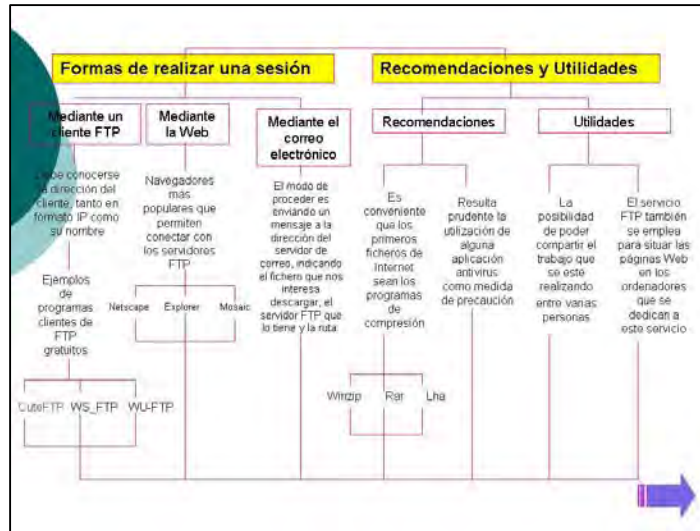 Formas de realizar una sesión
Recomendaciones y Utilidades
Mediante un
cliente FTP
Mediante
la Web
Mediante el
correo
electrónico
Recomendaciones
Utilidades
Debe conocerse
la dirección del
cliente, tanto en
formato IP como
su nombre
Navegadores
más
populares que
permiten
conectar con
los servidores
FTP
El modo de
proceder es
enviando un
mensaje a la
dirección del
servidor de
correo, indicando
el fichero que nos
interesa
descargar, el
servidor FTP que
lo tiene y la ruta
Es
conveniente
que los
primeros
ficheros de
Internet
sean los
programas
de
compresión
Resulta
prudente la
utilización de
alguna
aplicación
antivirus
como medida
de precaución
La
posibilidad
de poder
compartir el
trabajo que
se esté
realizando
entre varias
personas
El servicio
FTP también
se emplea
para situar las
páginas Web
en los
ordenadores
que se
dedican a
este servicio
Ejemplos
de
programas
clientes de
FTP
gratuitos
Netscape
Explorer
Mosaic
CuteFTP
WS_FTP
WU-FTP
Winzip
Rar
Lha